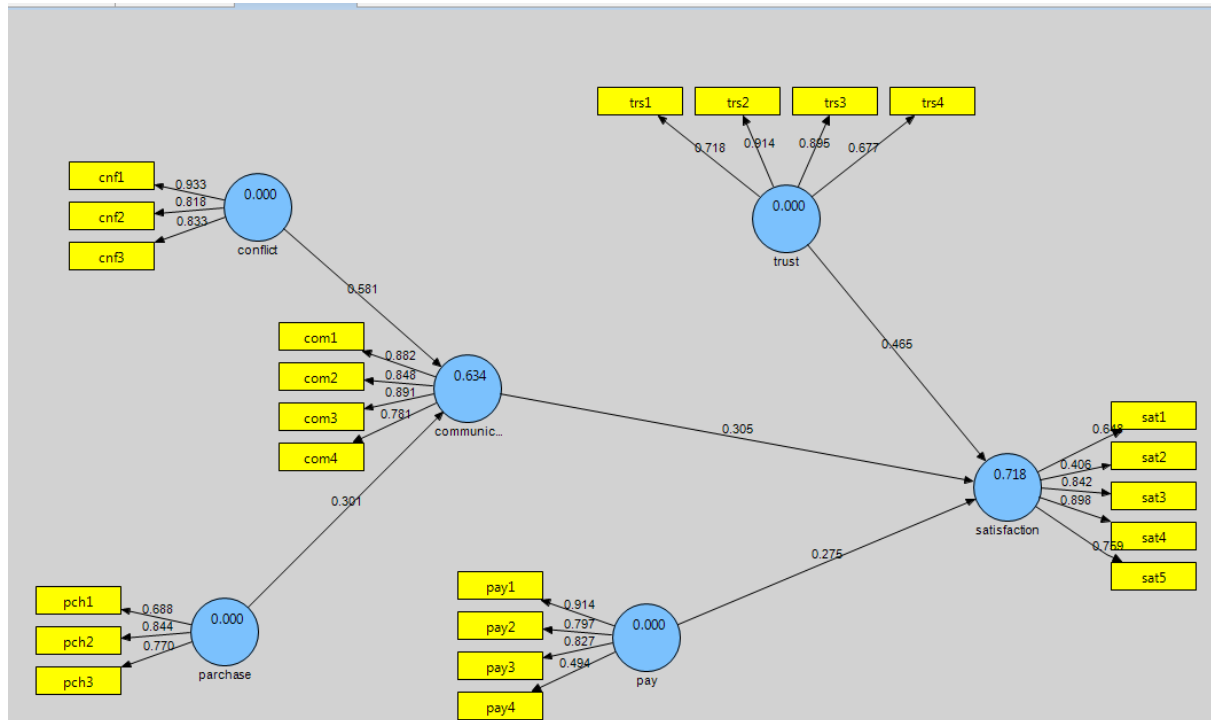 trs1 trs2 trs3 trs4
0.718 0.914 0.895 0.677
0.000
trust
cnf1
cnf2
cnf3
0.933
0.818
0.833
0.000
conflict
0.581
0.465
com1
com2
com3
com4
0.882
0.848
0.891
0.781
0.634
communic...
0.305
0.301
sat1
sat2
sat3
sat4
sat5
0.648
0.406
0.842
0.898
0.759
0.718
satisfaction
0.275
pch1
pch2
pch3
0.688
0.844
0.770
0.000
parchase
pay1
pay2
pay3
pay4
0.914
0.797
0.827
0.494
0.000
pay